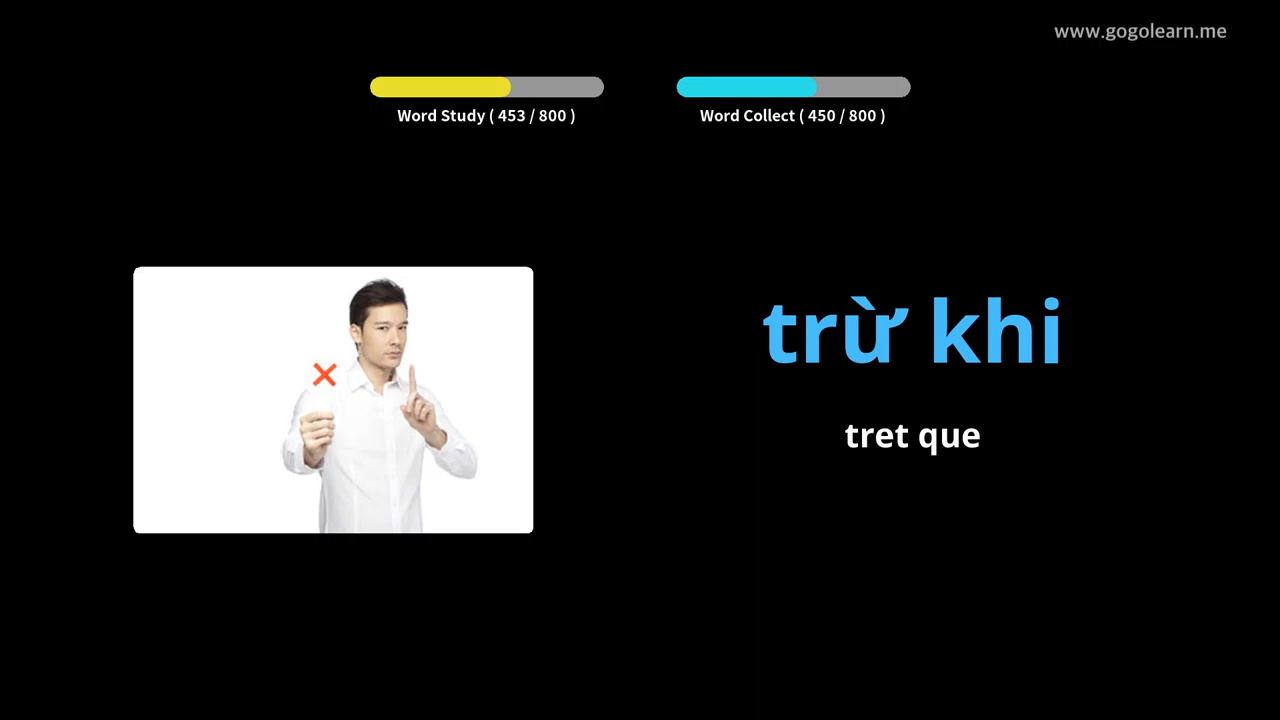 www.gogolearn.me
Word Study ( 453 / 800 )
Word Collect ( 450 / 800 )
trừ khi
tret que